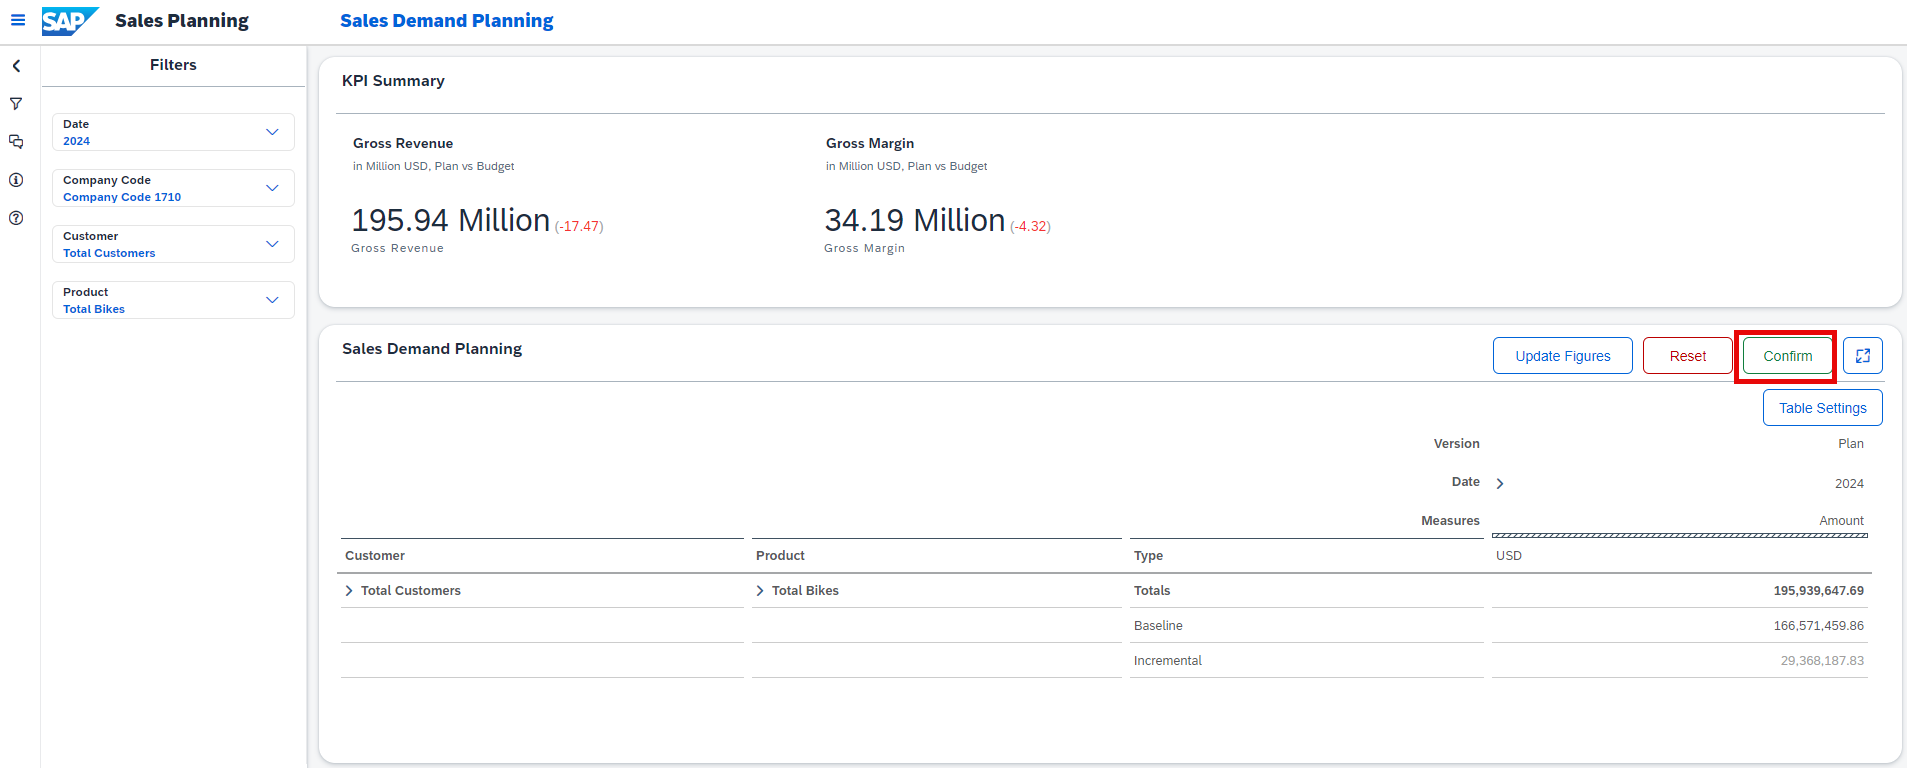 SAP Sales Planning
Sales Demand Planning
Filters
Date
2024
Company Code
Company Code 1710
Customer
Total Customers
Product
Total Bikes
KPI Summary
Gross Revenue
in Million USD, Plan vs Budget
195.94 Million (-17.47)
Gross Revenue
Gross Margin
in Million USD, Plan vs Budget
34.19 Million (-4.32)
Gross Margin
Sales Demand Planning
Update Figures Reset Confirm
Table Settings
Version Plan
Date 2024
Measures Amount
Customer Product Type USD
Total Customers Total Bikes Totals 195,939,647.69
Baseline 166,571,459.86
Incremental 29,368,187.83